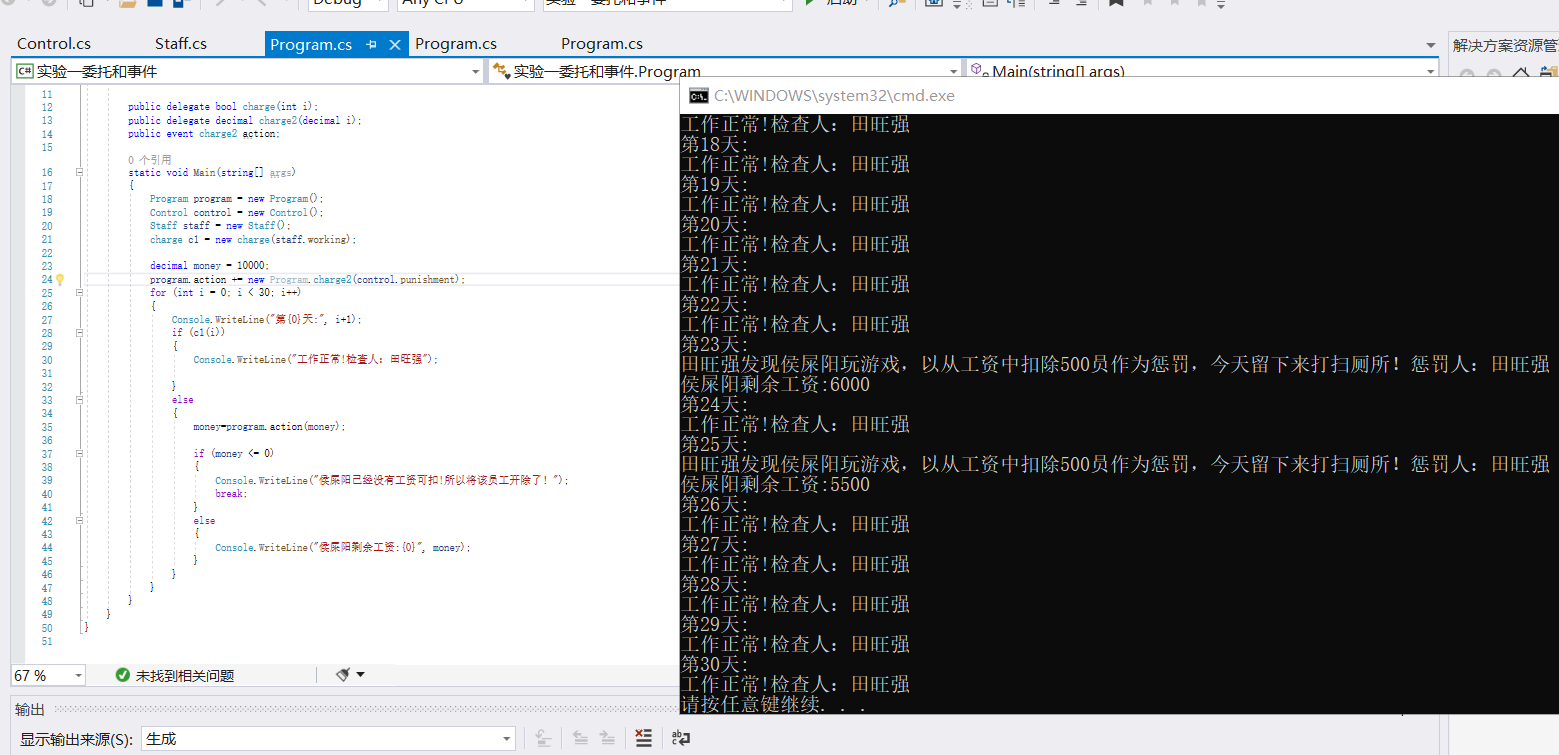 Control.cs Staff.cs Program.cs Program.cs Program.cs
解决方案资源管
C# 实验一委托和事件 实验一委托和事件.Program Main(string[] args)
11
12 public delegate bool charge(int i);
13 public delegate decimal charge2(decimal i);
14 public event charge2 action;
15
0 个引用
16 static void Main(string[] args)
17 {
18 Program program = new Program();
19 Control control = new Control();
20 Staff staff = new Staff();
21 charge c1 = new charge(staff.working);
22
23 decimal money = 10000;
24 program.action += new Program.charge2(control.punishment);
25 for (int i = 0; i < 30; i++)
26 {
27 Console.WriteLine("第{0}天:", i+1);
28 if (c1(i))
29 {
30 Console.WriteLine("工作正常!检查人：田旺强");
31
32 }
33 else
34 {
35 money=program.action(money);
36
37 if (money <= 0)
38 {
39 Console.WriteLine("侯屎阳已经没有工资可扣!所以将该员工开除了！");
40 break;
41 }
42 else
43 {
44 Console.WriteLine("侯屎阳剩余工资:{0}", money);
45 }
46 }
47 }
48 }
49 }
50 }
51
67 % 未找到相关问题
输出
显示输出来源(S): 生成
C:\WINDOWS\system32\cmd.exe
工作正常!检查人：田旺强
第18天:
工作正常!检查人：田旺强
第19天:
工作正常!检查人：田旺强
第20天:
工作正常!检查人：田旺强
第21天:
工作正常!检查人：田旺强
第22天:
工作正常!检查人：田旺强
第23天:
田旺强发现侯屎阳玩游戏，以从工资中扣除500员作为惩罚，今天留下来打扫厕所！惩罚人：田旺强
侯屎阳剩余工资:6000
第24天:
工作正常!检查人：田旺强
第25天:
田旺强发现侯屎阳玩游戏，以从工资中扣除500员作为惩罚，今天留下来打扫厕所！惩罚人：田旺强
侯屎阳剩余工资:5500
第26天:
工作正常!检查人：田旺强
第27天:
工作正常!检查人：田旺强
第28天:
工作正常!检查人：田旺强
第29天:
工作正常!检查人：田旺强
第30天:
工作正常!检查人：田旺强
请按任意键继续. . .